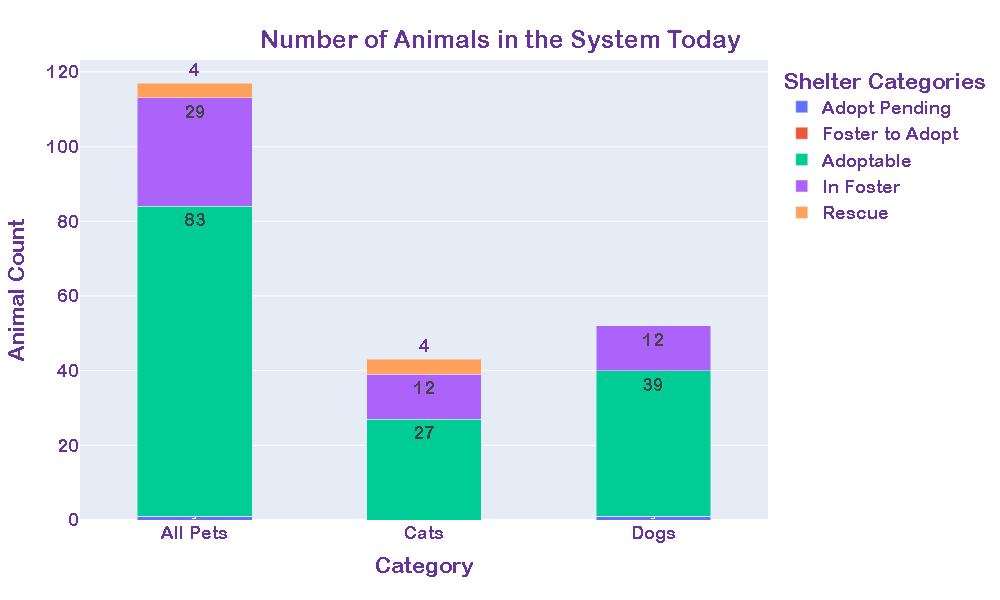 Number of Animals in the System Today
Animal Count
120
100
80
60
40
20
0
4
29
83
4
12
27
12
39
All Pets
Cats
Dogs
Category
Shelter Categories
Adopt Pending
Foster to Adopt
Adoptable
In Foster
Rescue